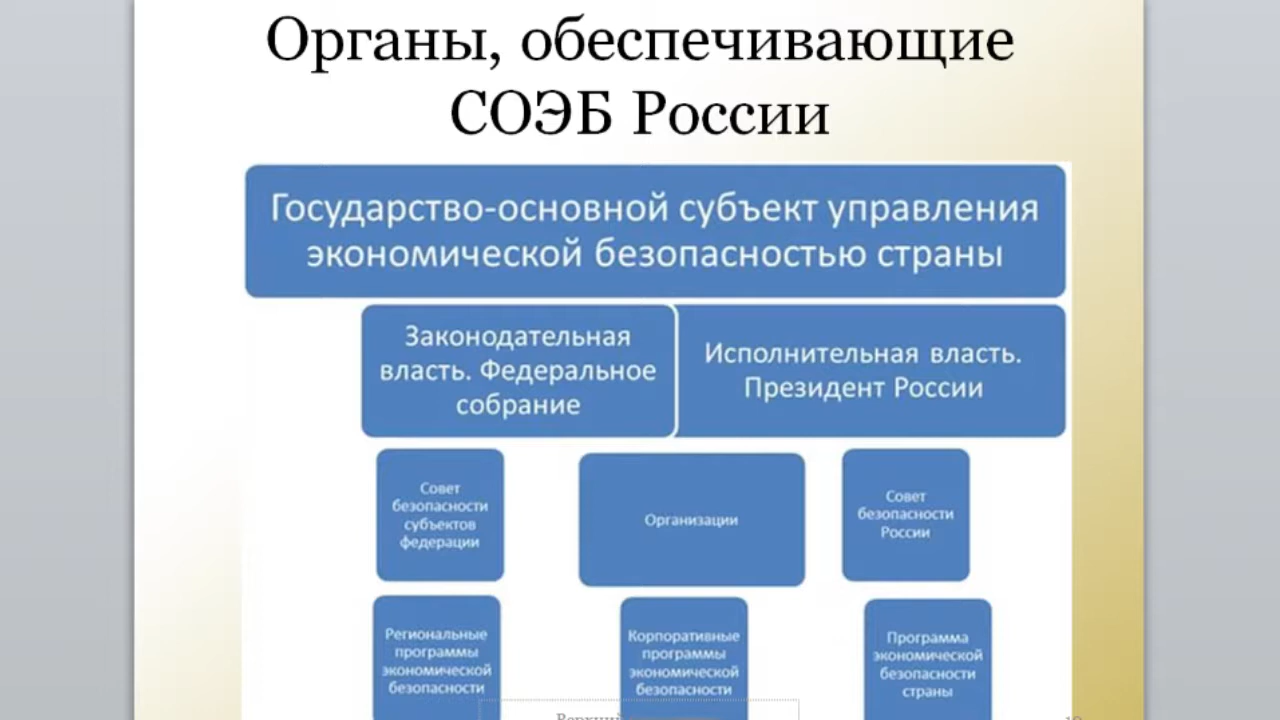 Органы, обеспечивающие
СОЭБ России
Государство-основной субъект управления
экономической безопасностью страны
Законодательная
власть. Федеральное
собрание
Исполнительная власть.
Президент России
Совет
безопасности
субъектов
федерации
Организации
Совет
безопасности
России
Региональные
программы
экономической
безопасности
Корпоративные
программы
экономической
безопасности
Программа
экономической
безопасности
страны